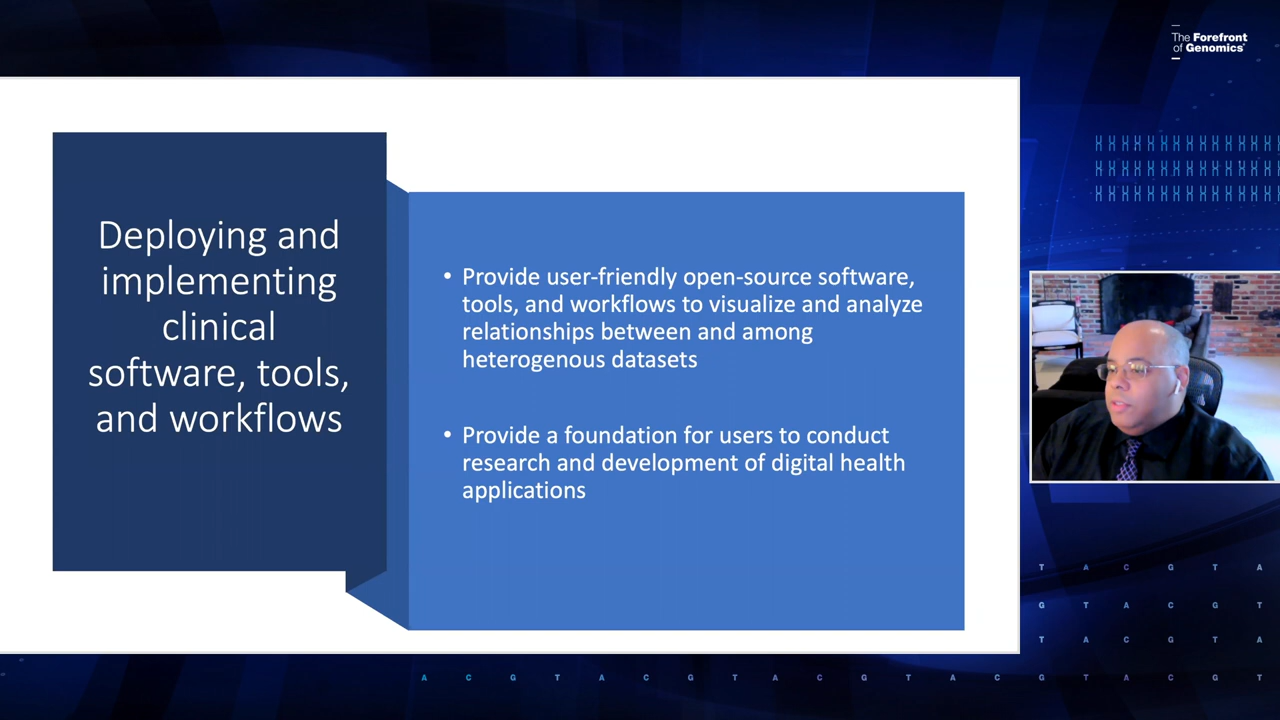 The Forefront
of Genomics®
Deploying and
implementing
clinical
software, tools,
and workflows
• Provide user-friendly open-source software,
tools, and workflows to visualize and analyze
relationships between and among
heterogenous datasets
• Provide a foundation for users to conduct
research and development of digital health
applications
T A C G T A
G T A C G T
T A C G T A
A C G T A C G T A C G T A C G T A C G T